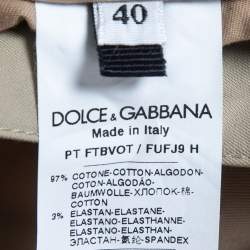 40
DOLCE & GABBANA
Made in Italy
PT FTBVOT / FUFJ9 H
97% COTONE-COTTON-ALGODÓN
COTON-ALGODÃO-
BAUMWOLLE-ХЛОПОК-棉-
COTTON
3% ELASTAN-ELASTANE-
ELASTANO-ELASTHANNE-
ELASTANO-ELASTHAN-
ЭЛАСТАН-氨纶-SPANDEX